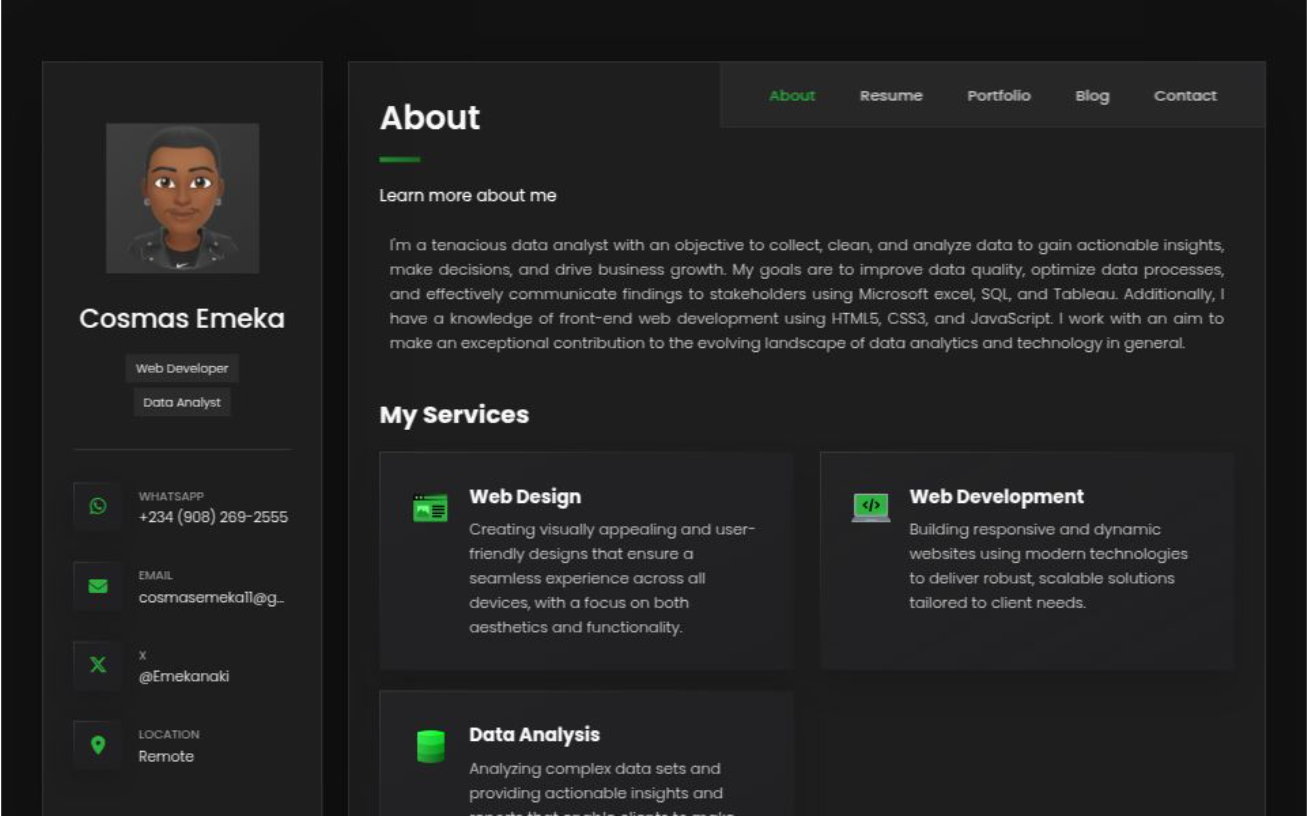 Cosmas Emeka
Web Developer
Data Analyst
WHATSAPP
+234 (908) 269-2555
EMAIL
cosmasemeka11@g...
X
@Emekanaki
LOCATION
Remote
About Resume Portfolio Blog Contact
About
Learn more about me
I'm a tenacious data analyst with an objective to collect, clean, and analyze data to gain actionable insights,
make decisions, and drive business growth. My goals are to improve data quality, optimize data processes,
and effectively communicate findings to stakeholders using Microsoft excel, SQL, and Tableau. Additionally, I
have a knowledge of front-end web development using HTML5, CSS3, and JavaScript. I work with an aim to
make an exceptional contribution to the evolving landscape of data analytics and technology in general.
My Services
Web Design
Creating visually appealing and user-
friendly designs that ensure a
seamless experience across all
devices, with a focus on both
aesthetics and functionality.
Web Development
Building responsive and dynamic
websites using modern technologies
to deliver robust, scalable solutions
tailored to client needs.
Data Analysis
Analyzing complex data sets and
providing actionable insights and